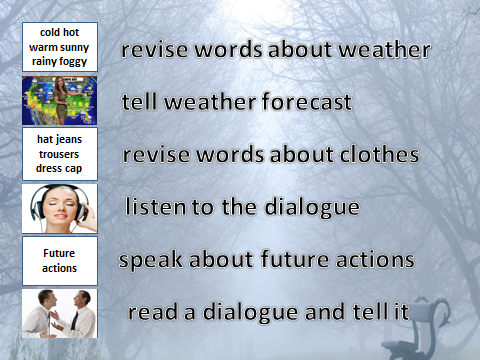 cold hot
warm sunny
rainy foggy
revise words about weather
tell weather forecast
hat jeans
trousers
dress cap
revise words about clothes
listen to the dialogue
Future
actions
speak about future actions
read a dialogue and tell it